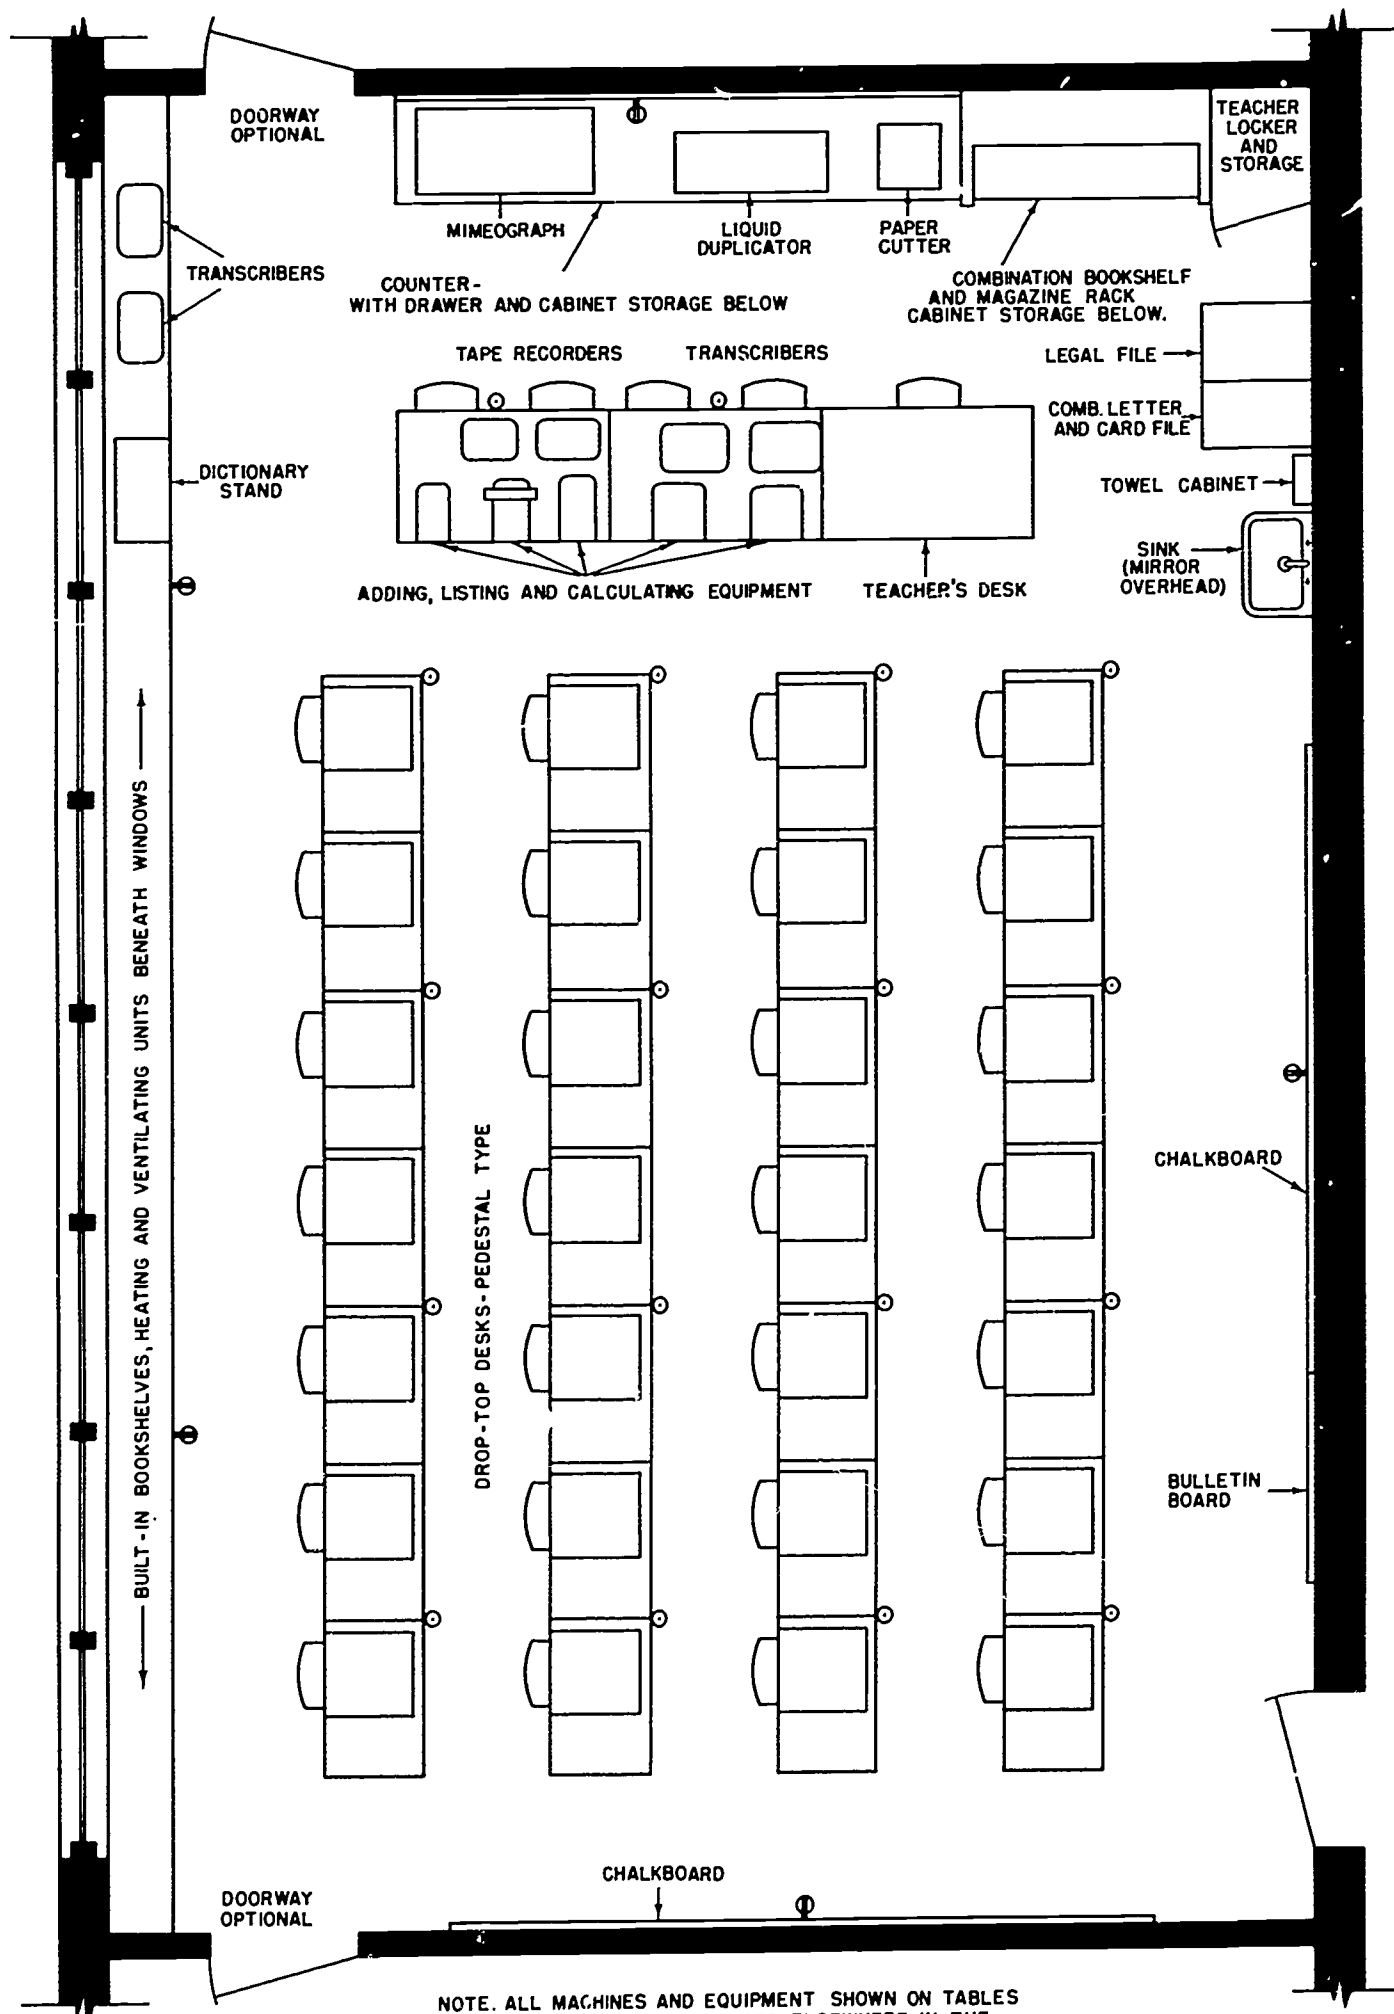 DOORWAY
OPTIONAL
TEACHER
LOCKER
AND
STORAGE
MIMEOGRAPH
LIQUID
DUPLICATOR
PAPER
CUTTER
TRANSCRIBERS
COUNTER-
WITH DRAWER AND CABINET STORAGE BELOW
COMBINATION BOOKSHELF
AND MAGAZINE RACK
CABINET STORAGE BELOW.
TAPE RECORDERS
TRANSCRIBERS
LEGAL FILE
COMB. LETTER
AND CARD FILE
DICTIONARY
STAND
TOWEL CABINET
SINK
(MIRROR
OVERHEAD)
ADDING, LISTING AND CALCULATING EQUIPMENT
TEACHER'S DESK
BUILT-IN BOOKSHELVES, HEATING AND VENTILATING UNITS BENEATH WINDOWS
DROP-TOP DESKS-PEDESTAL TYPE
CHALKBOARD
BULLETIN
BOARD
CHALKBOARD
DOORWAY
OPTIONAL
NOTE. ALL MACHINES AND EQUIPMENT SHOWN ON TABLES